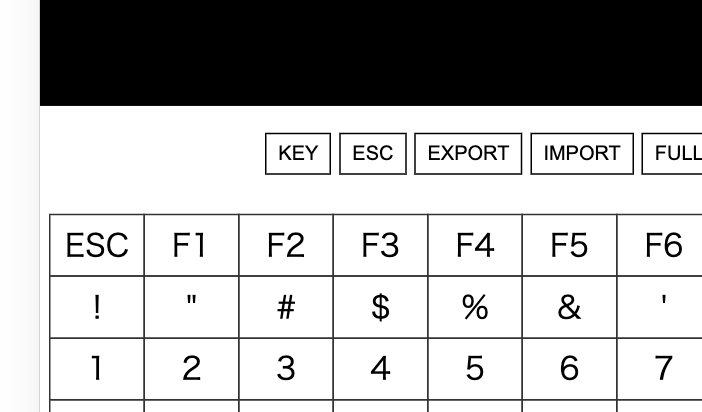 KEY ESC EXPORT IMPORT FULL
ESC F1 F2 F3 F4 F5 F6
! " # $ % & '
1 2 3 4 5 6 7